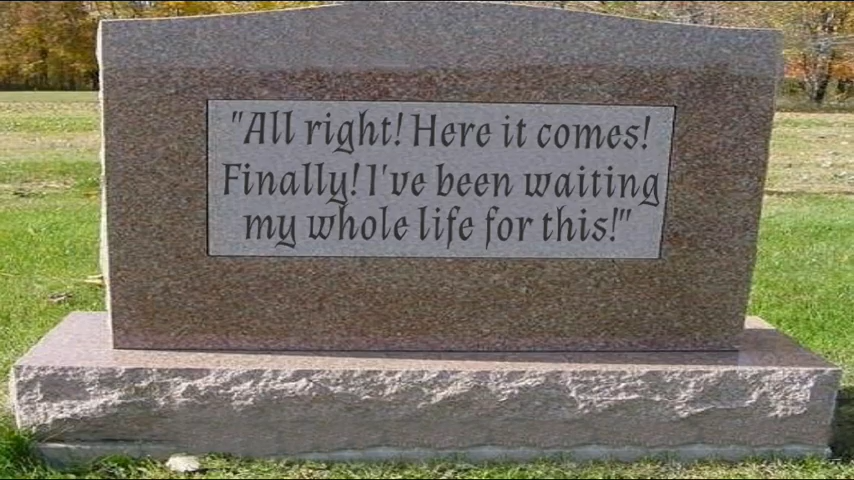 "All right! Here it comes!
Finally! I've been waiting
my whole life for this!"